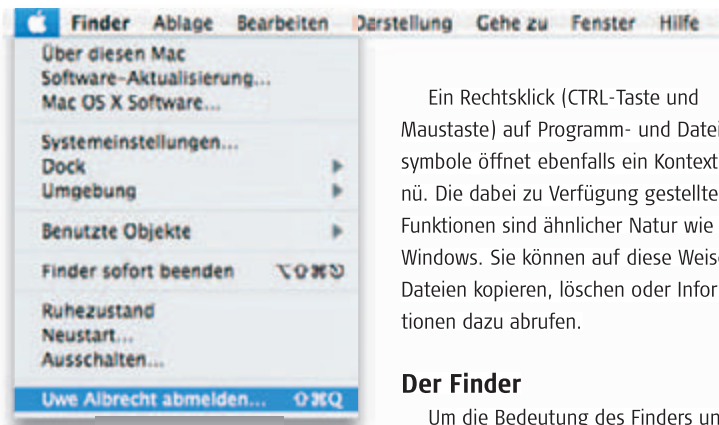 Finder Ablage Bearbeiten Darstellung Gehe zu Fenster Hilfe
Über diesen Mac
Software-Aktualisierung...
Mac OS X Software...
Systemeinstellungen...
Dock
Umgebung
Benutzte Objekte
Finder sofort beenden ⌥⇧⌘⎋
Ruhezustand
Neustart...
Ausschalten...
Uwe Albrecht abmelden... ⇧⌘Q
Ein Rechtsklick (CTRL-Taste und
Maustaste) auf Programm- und Datei
symbole öffnet ebenfalls ein Kontext
nü. Die dabei zu Verfügung gestellte
Funktionen sind ähnlicher Natur wie
Windows. Sie können auf diese Weise
Dateien kopieren, löschen oder Infor
tionen dazu abrufen.
Der Finder
Um die Bedeutung des Finders un